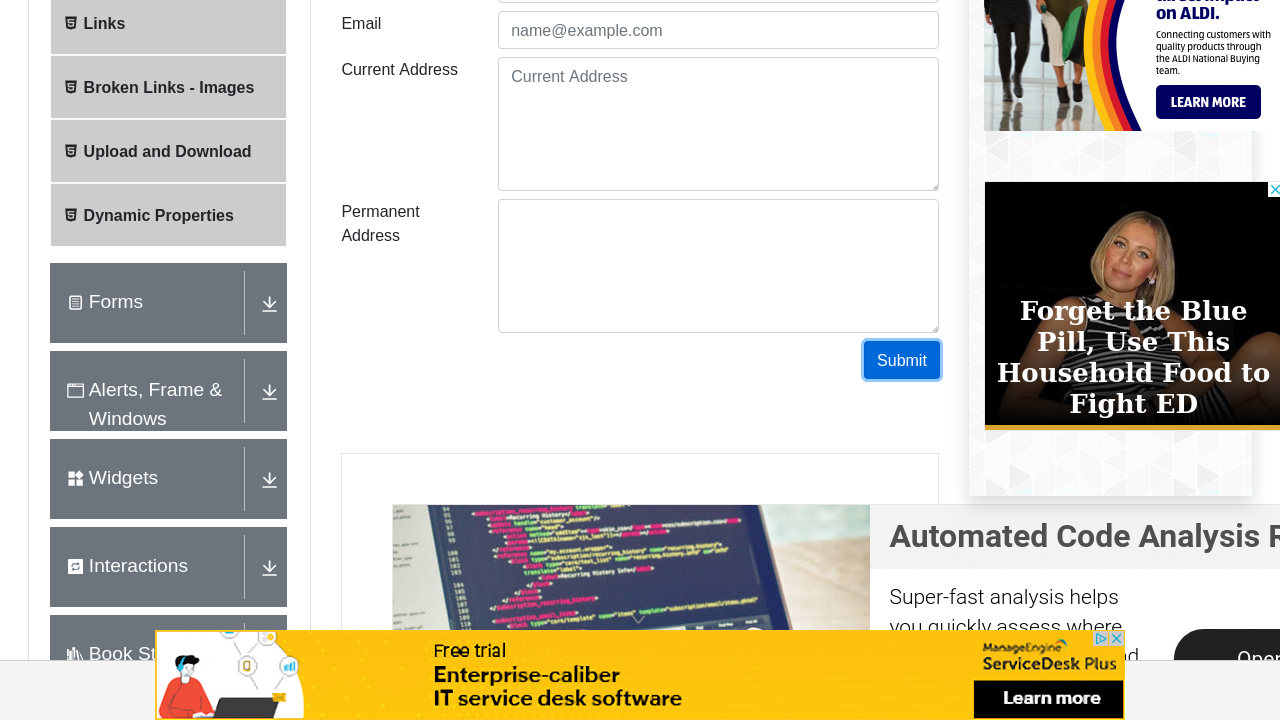 Links
Broken Links - Images
Upload and Download
Dynamic Properties
Forms
Alerts, Frame &
Windows
Widgets
Interactions
Book St
Email
name@example.com
Current Address
Current Address
Permanent
Address
Submit
on ALDI.
Connecting customers with
quality products through
the ALDI National Buying
team.
LEARN MORE
Forget the Blue
Pill, Use This
Household Food to
Fight ED
Automated Code Analysis R
Super-fast analysis helps
you quickly assess where
Oper
Free trial
Enterprise-caliber
IT service desk software
ManageEngine
ServiceDesk Plus
Learn more